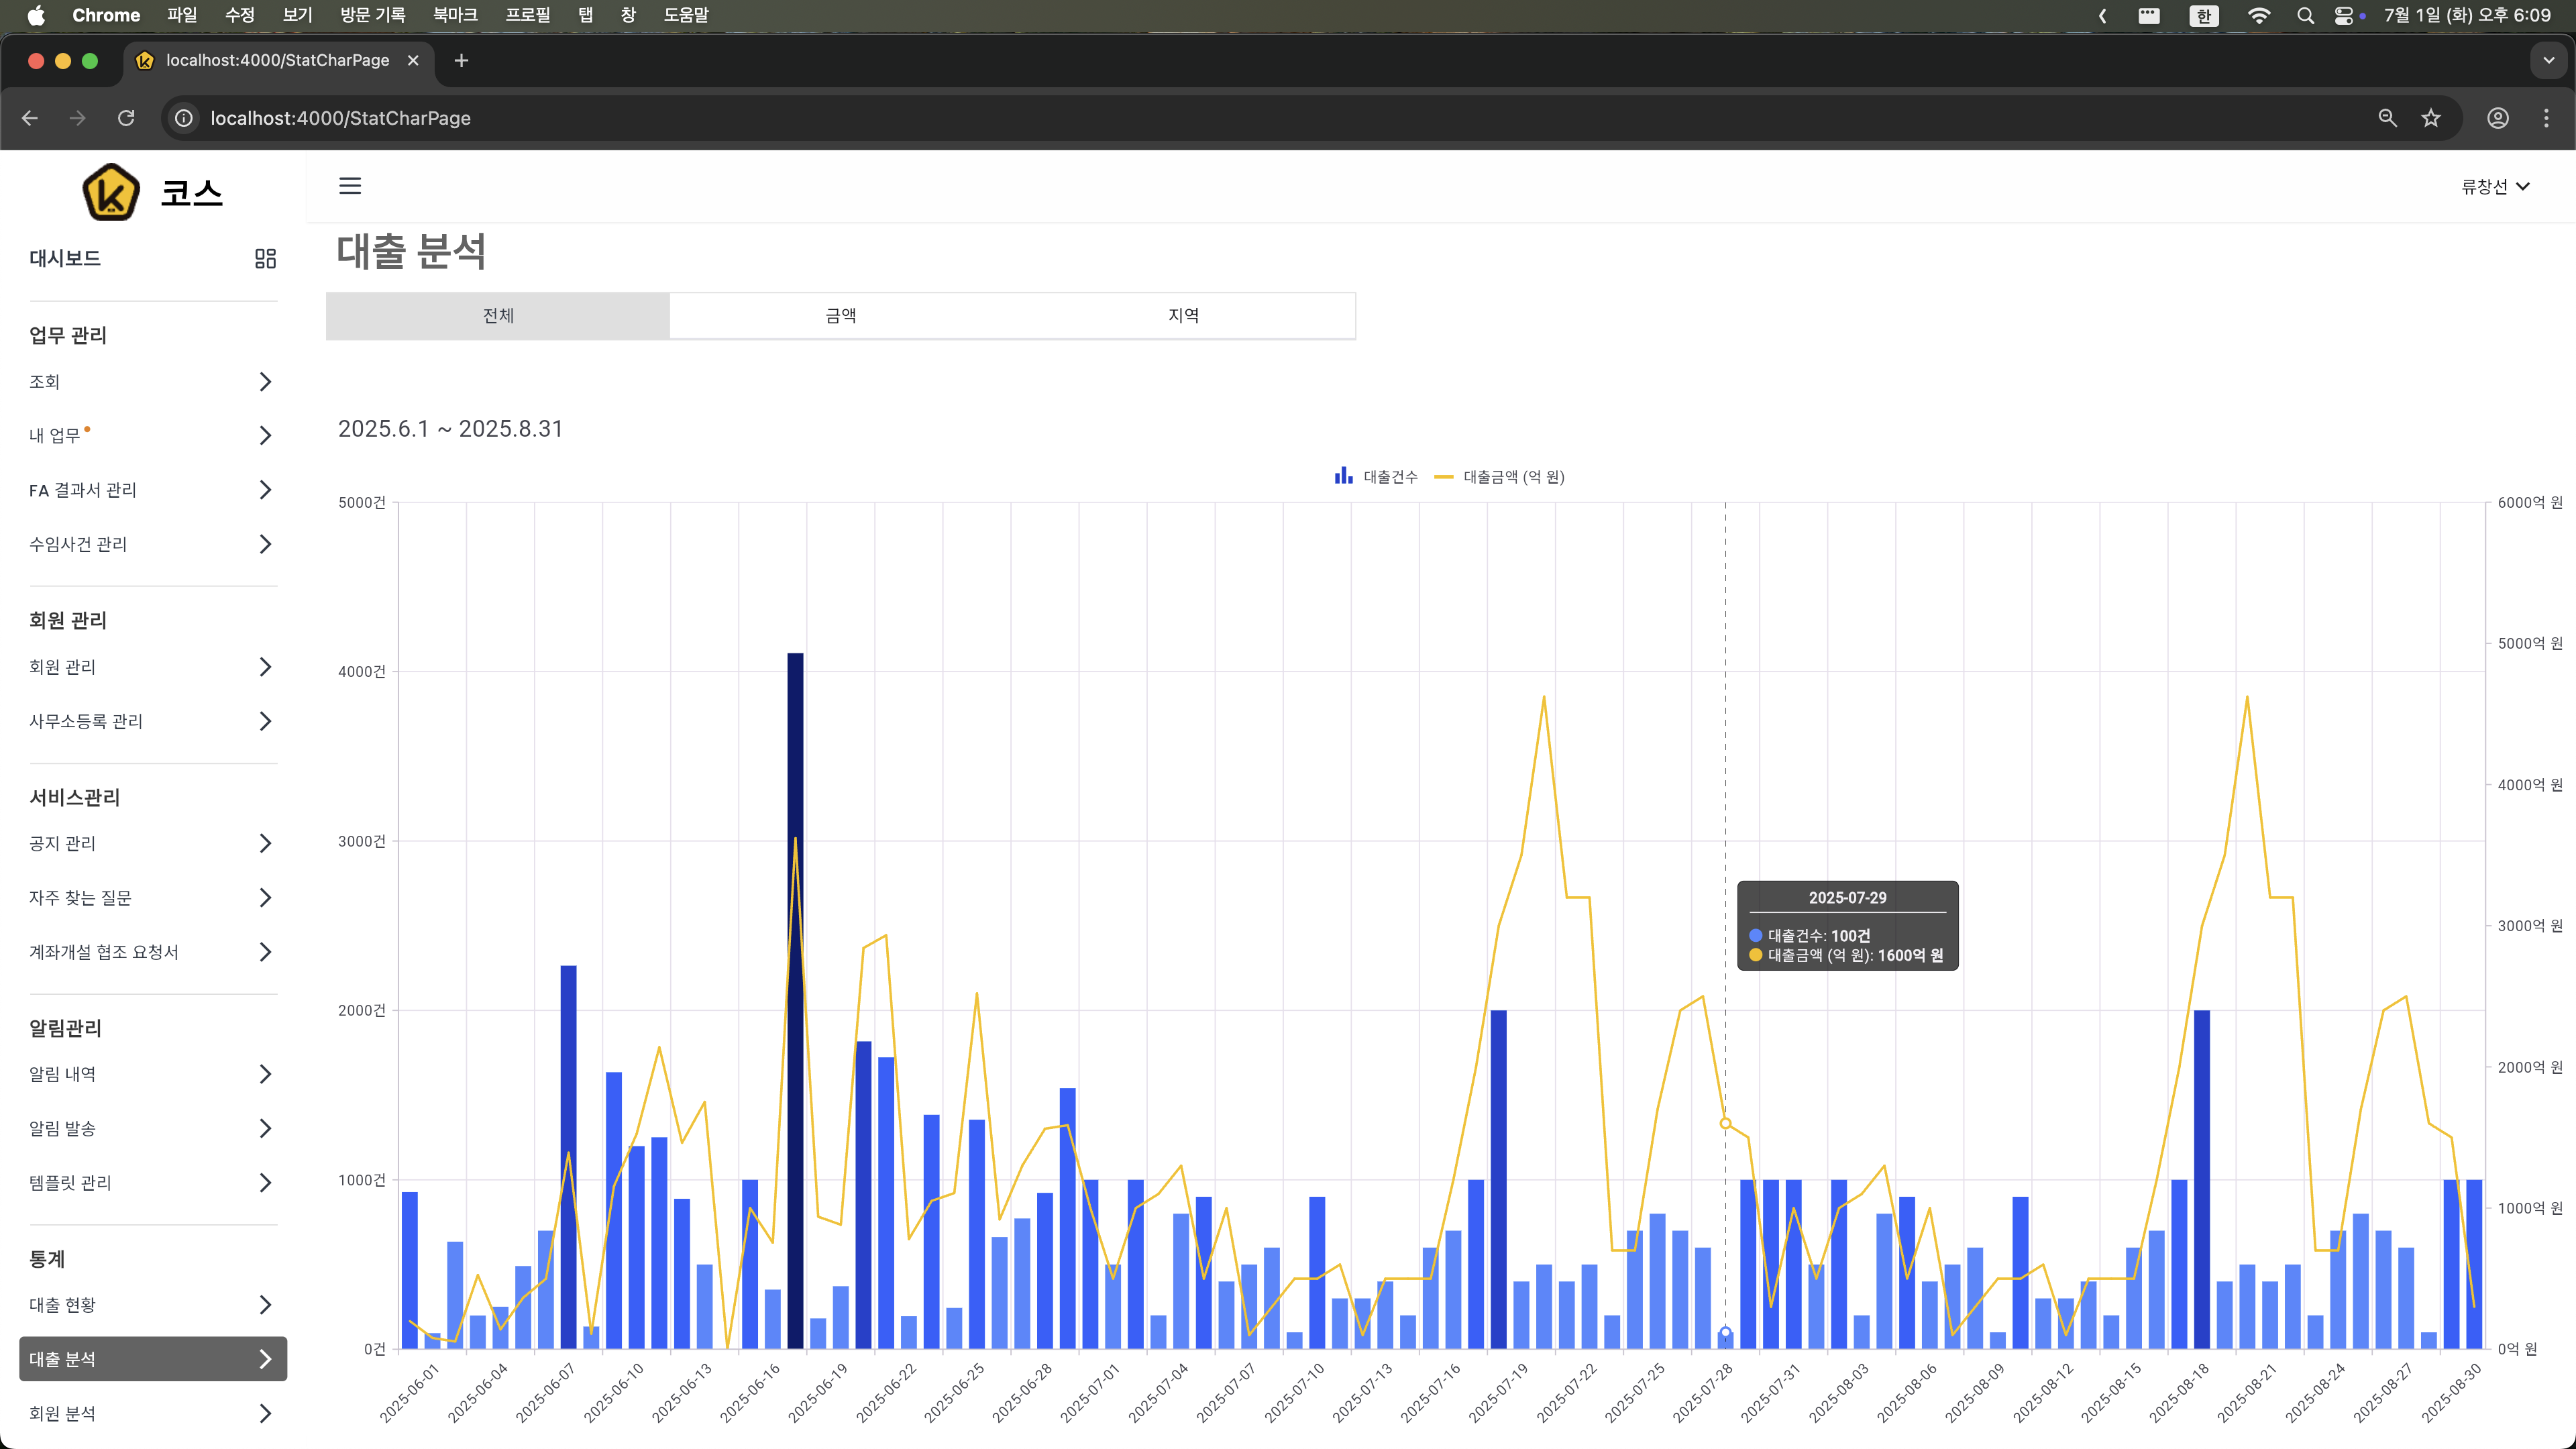 Chrome 파일 수정 보기 방문 기록 북마크 프로필 탭 창 도움말 한 7월 1일 (화) 오후 6:09
localhost:4000/StatCharPage
localhost:4000/StatCharPage
코스
류창선
대시보드
업무 관리
조회
내 업무
FA 결과서 관리
수임사건 관리
회원 관리
회원 관리
사무소등록 관리
서비스관리
공지 관리
자주 찾는 질문
계좌개설 협조 요청서
알림관리
알림 내역
알림 발송
템플릿 관리
통계
대출 현황
대출 분석
회원 분석
대출 분석
전체 금액 지역
2025.6.1 ~ 2025.8.31
대출건수 대출금액 (억 원)
5000건
4000건
3000건
2000건
1000건
0건
6000억 원
5000억 원
4000억 원
3000억 원
2000억 원
1000억 원
0억 원
2025-07-29
대출건수: 100건
대출금액 (억 원): 1600억 원
2025-06-01
2025-06-04
2025-06-07
2025-06-10
2025-06-13
2025-06-16
2025-06-19
2025-06-22
2025-06-25
2025-06-28
2025-07-01
2025-07-04
2025-07-07
2025-07-10
2025-07-13
2025-07-16
2025-07-19
2025-07-22
2025-07-25
2025-07-28
2025-07-31
2025-08-03
2025-08-06
2025-08-09
2025-08-12
2025-08-15
2025-08-18
2025-08-21
2025-08-24
2025-08-27
2025-08-30